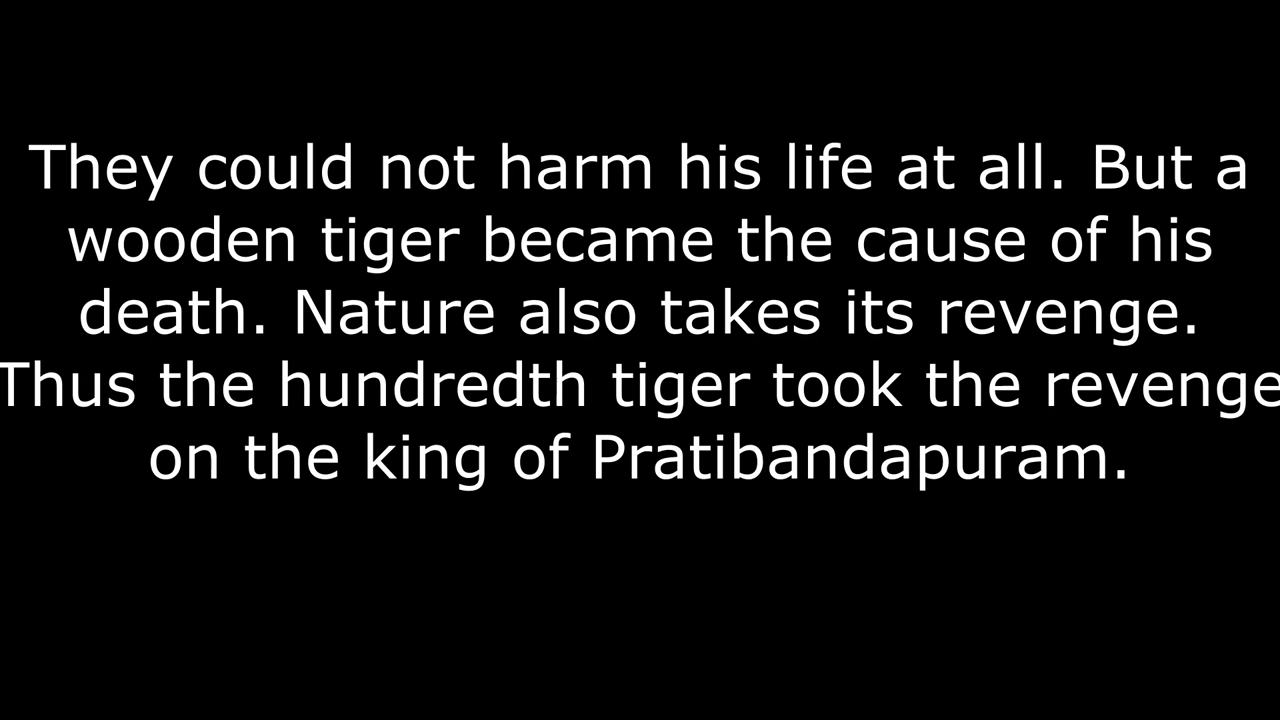 They could not harm his life at all. But a
wooden tiger became the cause of his
death. Nature also takes its revenge.
Thus the hundredth tiger took the revenge
on the king of Pratibandapuram.